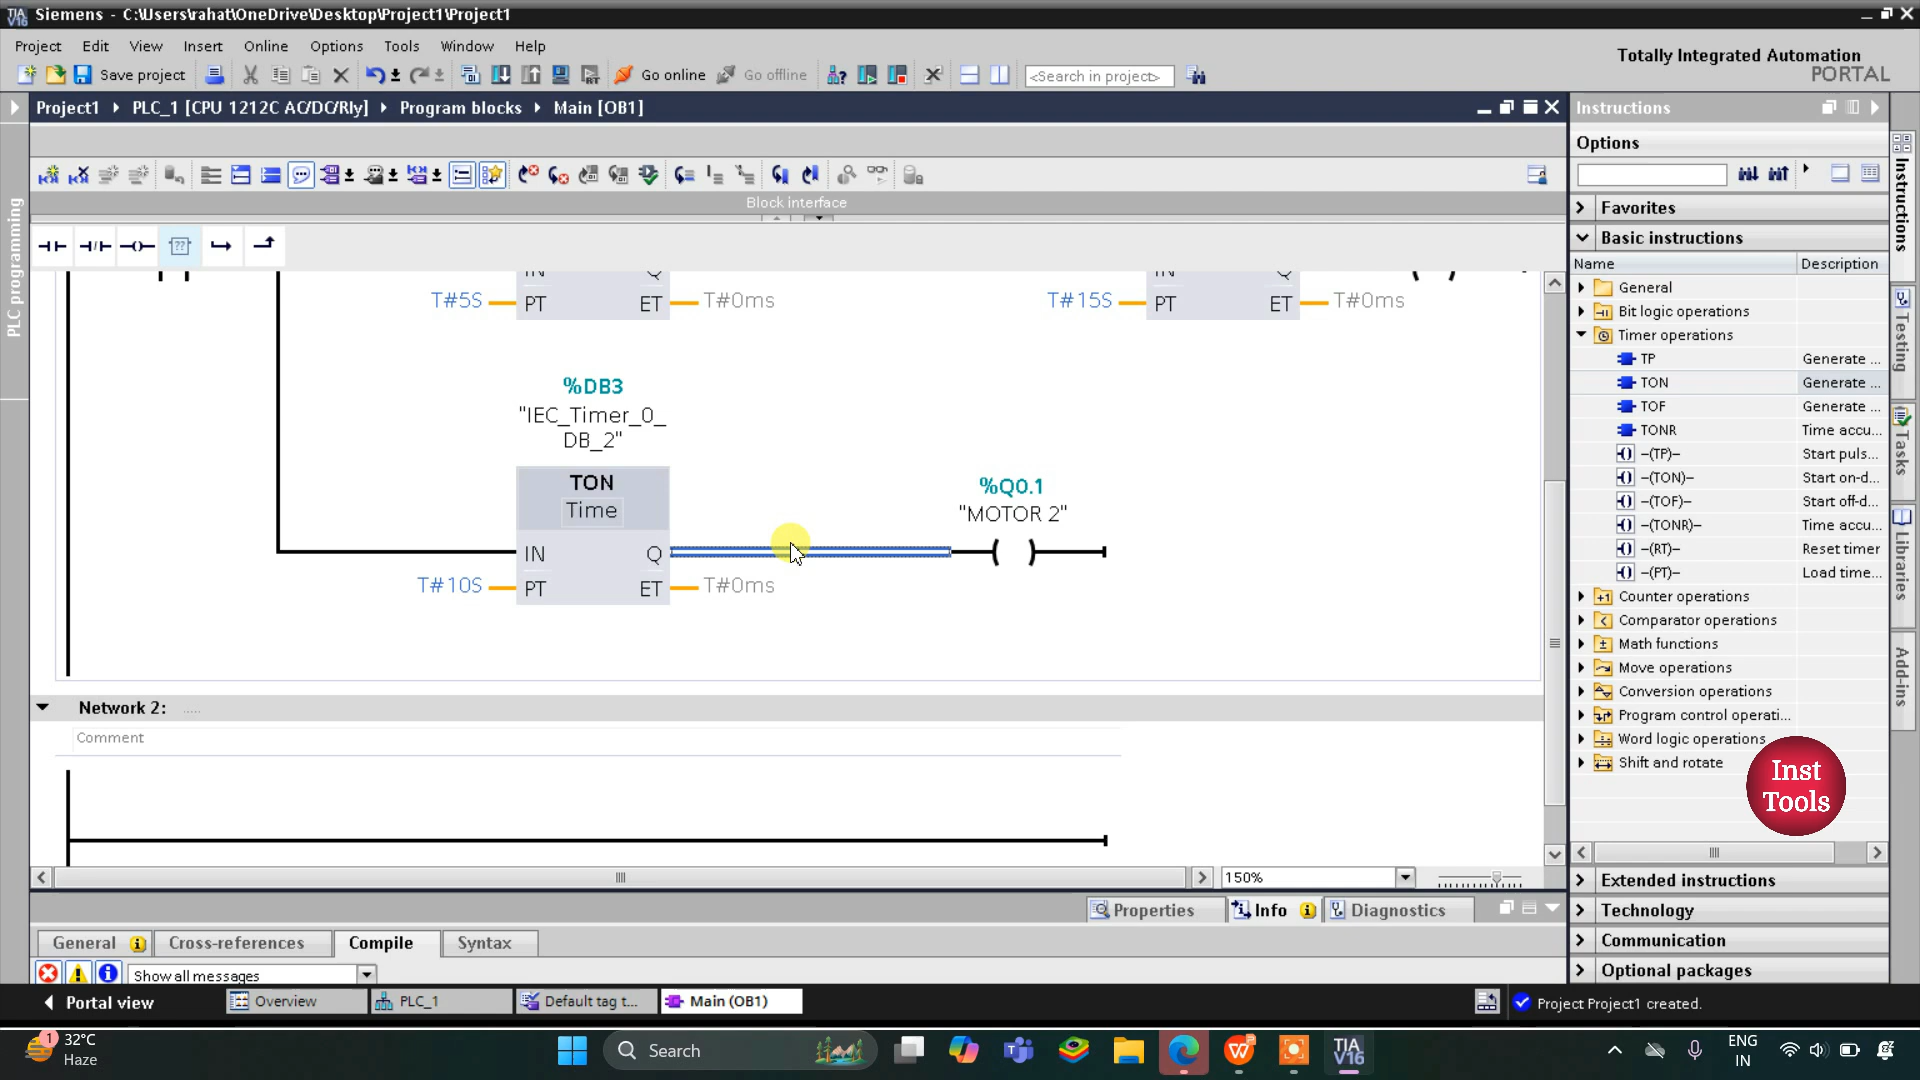 Siemens - C:\Users\rahat\OneDrive\Desktop\Project1\Project1
Project Edit View Insert Online Options Tools Window Help
Totally Integrated Automation
PORTAL
Save project
Go online
Go offline
<Search in project>
Project1 PLC_1 [CPU 1212C AC/DC/Rly] Program blocks Main [OB1]
Instructions
Options
Block interface
PLC programming
Favorites
Basic instructions
Name Description
General
Bit logic operations
Timer operations
TP Generate ...
TON Generate ...
TOF Generate ...
TONR Time accu...
-(TP)- Start puls...
-(TON)- Start on-d...
-(TOF)- Start off-d...
-(TONR)- Time accu...
-(RT)- Reset timer
-(PT)- Load time...
Counter operations
Comparator operations
Math functions
Move operations
Conversion operations
Program control operati...
Word logic operations
Shift and rotate
Extended instructions
Technology
Communication
Optional packages
Instructions
Testing
Tasks
Libraries
Add-ins
Inst
Tools
IN Q
T#5S PT ET T#0ms
IN Q
T#15S PT ET T#0ms
%DB3
"IEC_Timer_0_
DB_2"
TON
Time
IN Q
T#10S PT ET T#0ms
%Q0.1
"MOTOR 2"
Network 2: .....
Comment
150%
Properties Info Diagnostics
General Cross-references Compile Syntax
Show all messages
Portal view Overview PLC_1 Default tag t... Main (OB1)
Project Project1 created.
1
32°C
Haze
Search
TIA
V16
ENG
IN